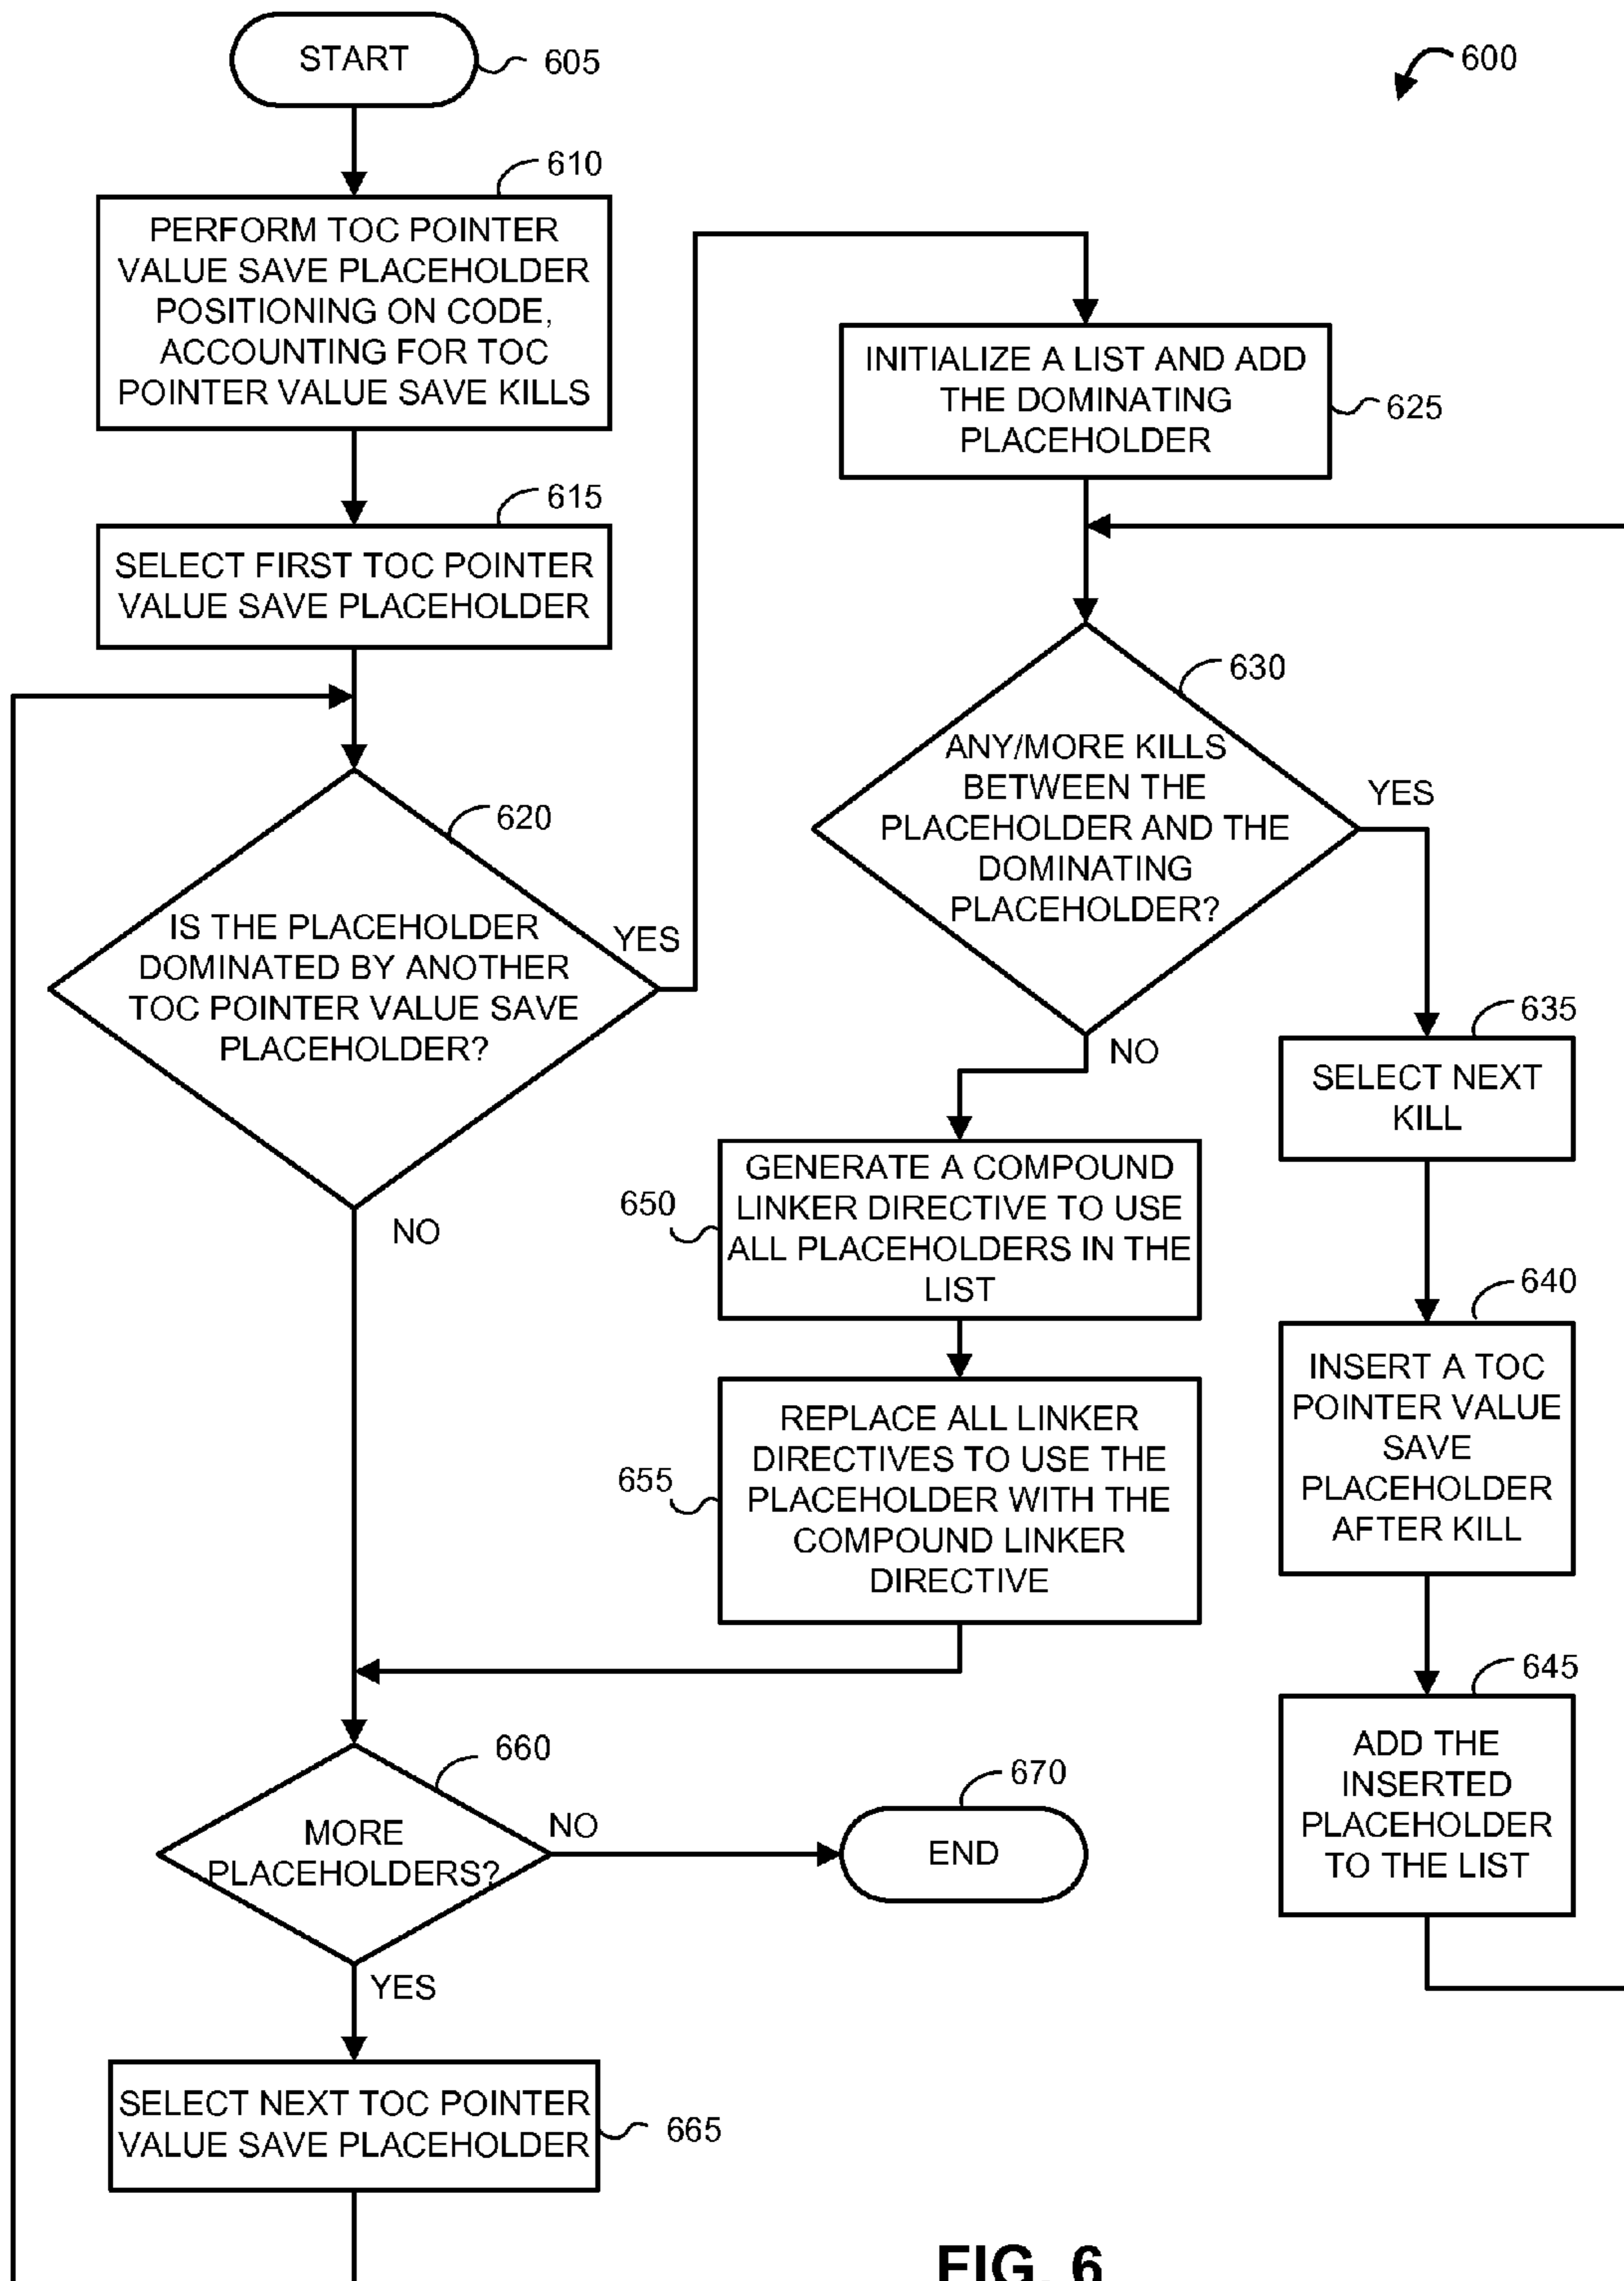 START
605
600
610
PERFORM TOC POINTER
VALUE SAVE PLACEHOLDER
POSITIONING ON CODE,
ACCOUNTING FOR TOC
POINTER VALUE SAVE KILLS
615
SELECT FIRST TOC POINTER
VALUE SAVE PLACEHOLDER
620
IS THE PLACEHOLDER
DOMINATED BY ANOTHER
TOC POINTER VALUE SAVE
PLACEHOLDER?
YES
NO
INITIALIZE A LIST AND ADD
THE DOMINATING
PLACEHOLDER
625
630
ANY/MORE KILLS
BETWEEN THE
PLACEHOLDER AND THE
DOMINATING
PLACEHOLDER?
YES
NO
635
SELECT NEXT
KILL
640
INSERT A TOC
POINTER VALUE
SAVE
PLACEHOLDER
AFTER KILL
645
ADD THE
INSERTED
PLACEHOLDER
TO THE LIST
650
GENERATE A COMPOUND
LINKER DIRECTIVE TO USE
ALL PLACEHOLDERS IN THE
LIST
655
REPLACE ALL LINKER
DIRECTIVES TO USE THE
PLACEHOLDER WITH THE
COMPOUND LINKER
DIRECTIVE
660
MORE
PLACEHOLDERS?
NO
670
END
YES
SELECT NEXT TOC POINTER
VALUE SAVE PLACEHOLDER
665
FIG. 6